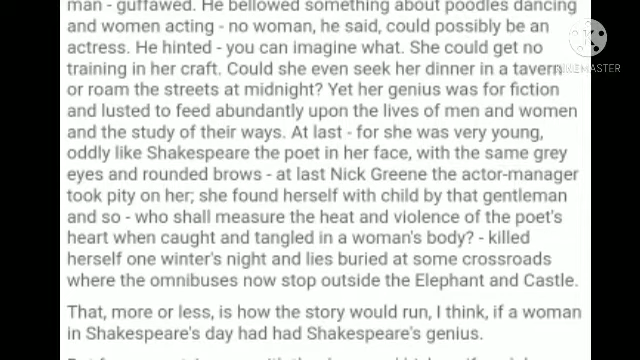 man - guffawed. He bellowed something about poodles dancing
and women acting - no woman, he said, could possibly be an
actress. He hinted - you can imagine what. She could get no
training in her craft. Could she even seek her dinner in a tavern
or roam the streets at midnight? Yet her genius was for fiction
and lusted to feed abundantly upon the lives of men and women
and the study of their ways. At last - for she was very young,
oddly like Shakespeare the poet in her face, with the same grey
eyes and rounded brows - at last Nick Greene the actor-manager
took pity on her; she found herself with child by that gentleman
and so - who shall measure the heat and violence of the poet's
heart when caught and tangled in a woman's body? - killed
herself one winter's night and lies buried at some crossroads
where the omnibuses now stop outside the Elephant and Castle.
That, more or less, is how the story would run, I think, if a woman
in Shakespeare's day had had Shakespeare's genius.
KINEMASTER